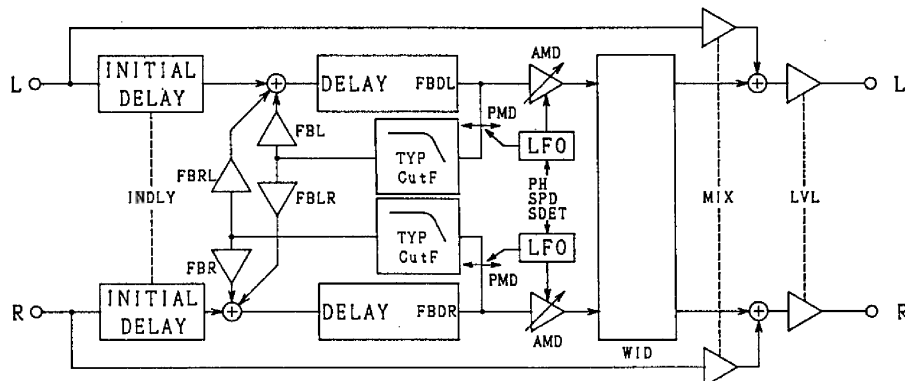 AMD
L INITIAL DELAY FBDL L
DELAY
PMD
FBL
LFO
TYP
CutF
FBRL
FBLR
PH
SPD
SDET
INDLY
MIX
LVL
TYP
CutF
LFO
FBR
PMD
R INITIAL DELAY FBDR R
DELAY
AMD
WID